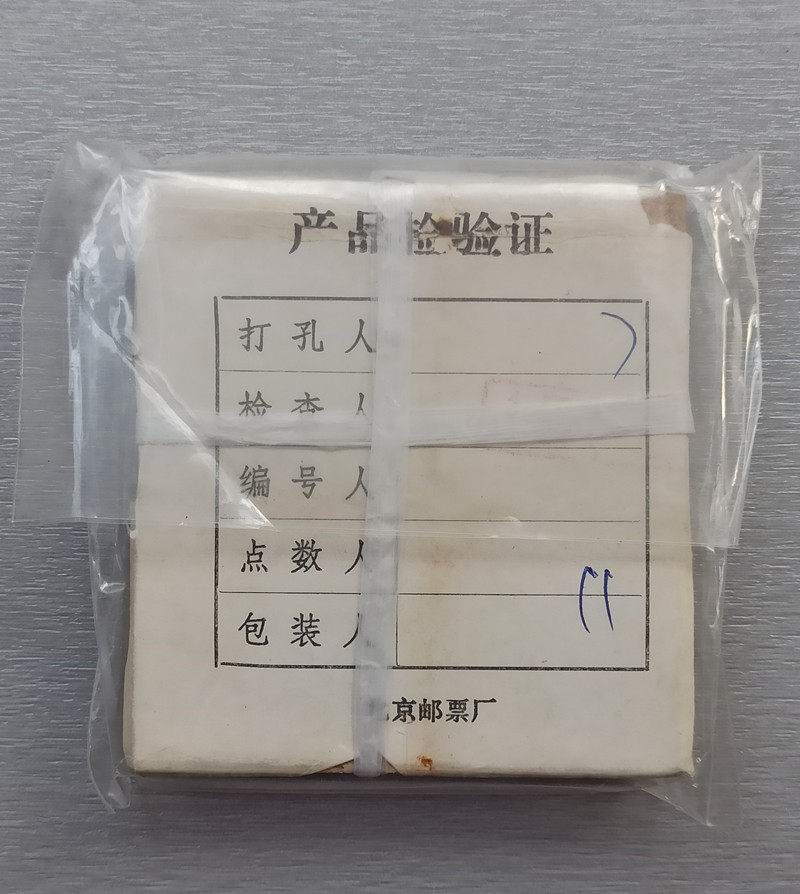 产品检验证
打孔人
检查人
编号人
点数人
包装人
北京邮票厂